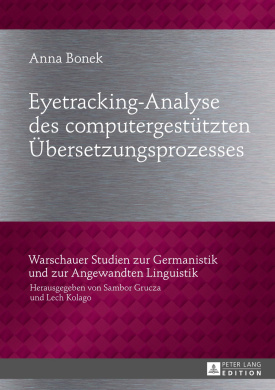 Anna Bonek
Eyetracking-Analyse
des computergestützten
Übersetzungsprozesses
Warschauer Studien zur Germanistik
und zur Angewandten Linguistik
Herausgegeben von Sambor Grucza
und Lech Kolago
PETER LANG
EDITION